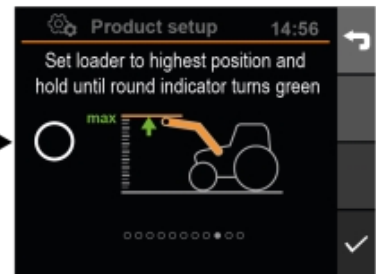 Product setup 14:56
Set loader to highest position and
hold until round indicator turns green
max